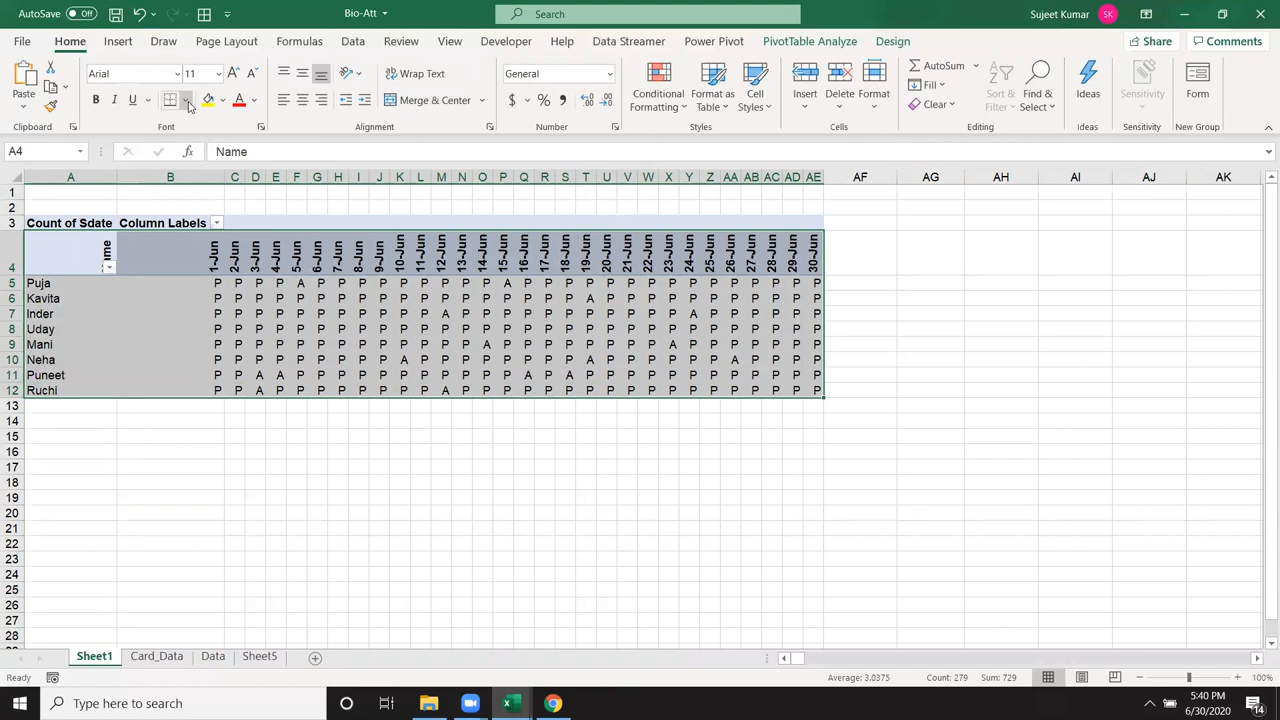 AutoSave Off Bio-Att Search Sujeet Kumar SK
File Home Insert Draw Page Layout Formulas Data Review View Developer Help Data Streamer Power Pivot PivotTable Analyze Design Share Comments
Paste Arial 11 Wrap Text General Conditional Formatting Format as Table Cell Styles Insert Delete Format AutoSum Fill Clear Sort & Filter Find & Select Ideas Sensitivity Form
B I U A Merge & Center $ %
Clipboard Font Alignment Number Styles Cells Editing Ideas Sensitivity New Group
A4 fx Name
A B C D E F G H I J K L M N O P Q R S T U V W X Y Z AA AB AC AD AE AF AG AH AI AJ AK
1
2
3 Count of Sdate Column Labels
4 1-Jun 2-Jun 3-Jun 4-Jun 5-Jun 6-Jun 7-Jun 8-Jun 9-Jun 10-Jun 11-Jun 12-Jun 13-Jun 14-Jun 15-Jun 16-Jun 17-Jun 18-Jun 19-Jun 20-Jun 21-Jun 22-Jun 23-Jun 24-Jun 25-Jun 26-Jun 27-Jun 28-Jun 29-Jun 30-Jun
5 Puja P P P P A P P P P P P P P P A P P P P P P P P P P P P P P P
6 Kavita P P P P P P P P P P P P P P P P P P A P P P P P P P P P P P
7 Inder P P P P P P P P P P P A P P P P P P P P P P P A P P P P P P
8 Uday P P P P P P P P P P P P P P P P P P P P P P P P P P P P P P
9 Mani P P P P P P P P P P P P P A P P P P P P P P A P P P P P P P
10 Neha P P P P P P P P P A P P P P P P P P A P P P P P P A P P P P
11 Puneet P P A A P P P P P P P P P P P A P A P P P P P P P P P P P P
12 Ruchi P P A P P P P P P P P A P P P P P P P P P P P P P P P P P P
13
14
15
16
17
18
19
20
21
22
23
24
25
26
27
28
Sheet1 Card_Data Data Sheet5
Average: 3.0375 Count: 279 Sum: 729 100%
Type here to search 5:40 PM
6/30/2020 14